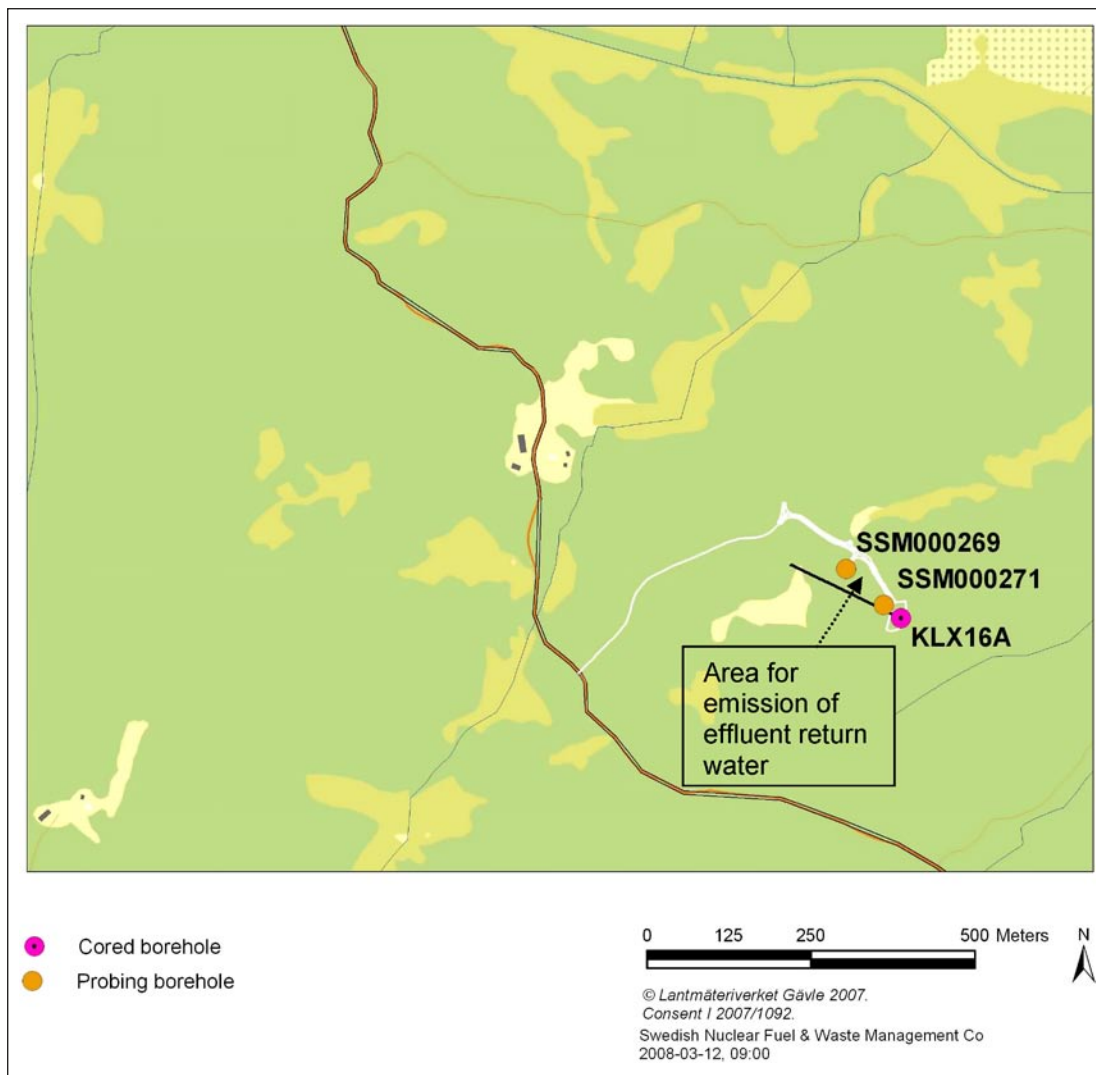 SSM000269
SSM000271
KLX16A
Area for
emission of
effluent return
water
Cored borehole
Probing borehole
0 125 250 500 Meters
N
© Lantmäteriverket Gävle 2007.
Consent I 2007/1092.
Swedish Nuclear Fuel & Waste Management Co
2008-03-12, 09:00